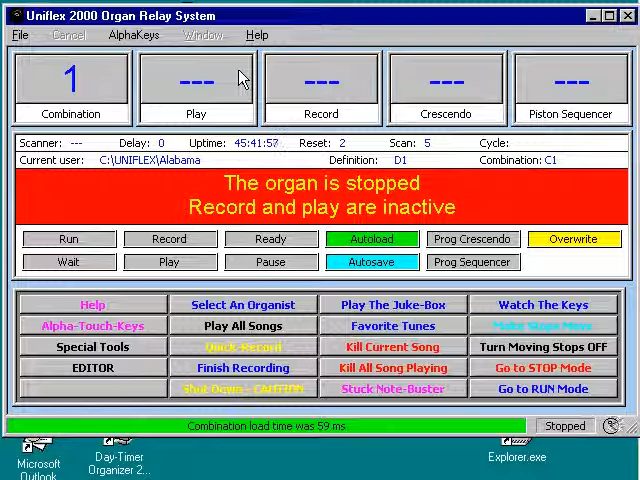 Uniflex 2000 Organ Relay System
File Cancel AlphaKeys Window Help
1 --- --- --- ---
Combination Play Record Crescendo Piston Sequencer
Scanner: --- Delay: 0 Uptime: 45:41:57 Reset: 2 Scan: 5 Cycle:
Current user: C:\UNIFLEX\Alabama Definition: D1 Combination: C1
The organ is stopped
Record and play are inactive
Run Record Ready Autoload Prog Crescendo Overwrite
Wait Play Pause Autosave Prog Sequencer
Help Select An Organist Play The Juke-Box Watch The Keys
Alpha-Touch-Keys Play All Songs Favorite Tunes Make Stops Move
Special Tools Quick-Record Kill Current Song Turn Moving Stops OFF
EDITOR Finish Recording Kill All Song Playing Go to STOP Mode
Shut Down - CAUTION Stuck Note-Buster Go to RUN Mode
Combination load time was 59 ms Stopped
Microsoft
Outlook
Day-Timer
Organizer 2...
Explorer.exe